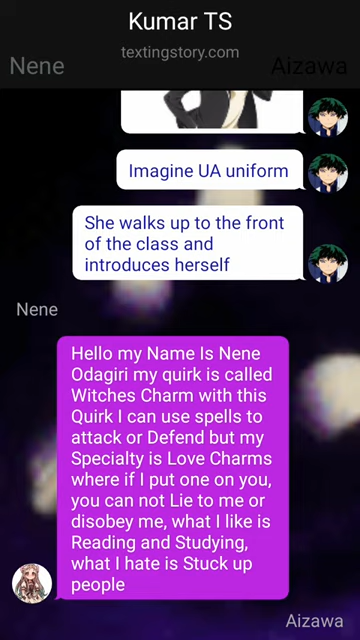 Kumar TS
textingstory.com
Nene
Aizawa
Imagine UA uniform
She walks up to the front
of the class and
introduces herself
Nene
Hello my Name Is Nene
Odagiri my quirk is called
Witches Charm with this
Quirk I can use spells to
attack or Defend but my
Specialty is Love Charms
where if I put one on you,
you can not Lie to me or
disobey me, what I like is
Reading and Studying,
what I hate is Stuck up
people
Aizawa